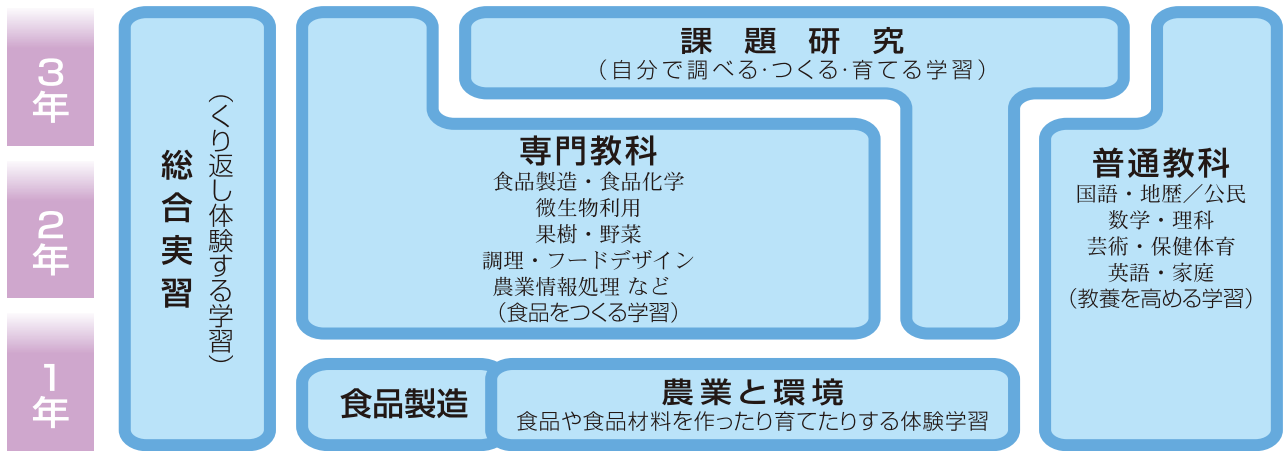 3年
2年
1年
総合実習
(くり返し体験する学習)
課題研究
(自分で調べる·つくる·育てる学習)
専門教科
食品製造・食品化学
微生物利用
果樹・野菜
調理・フードデザイン
農業情報処理 など
(食品をつくる学習)
普通教科
国語・地歴／公民
数学・理科
芸術・保健体育
英語・家庭
(教養を高める学習)
食品製造
農業と環境
食品や食品材料を作ったり育てたりする体験学習